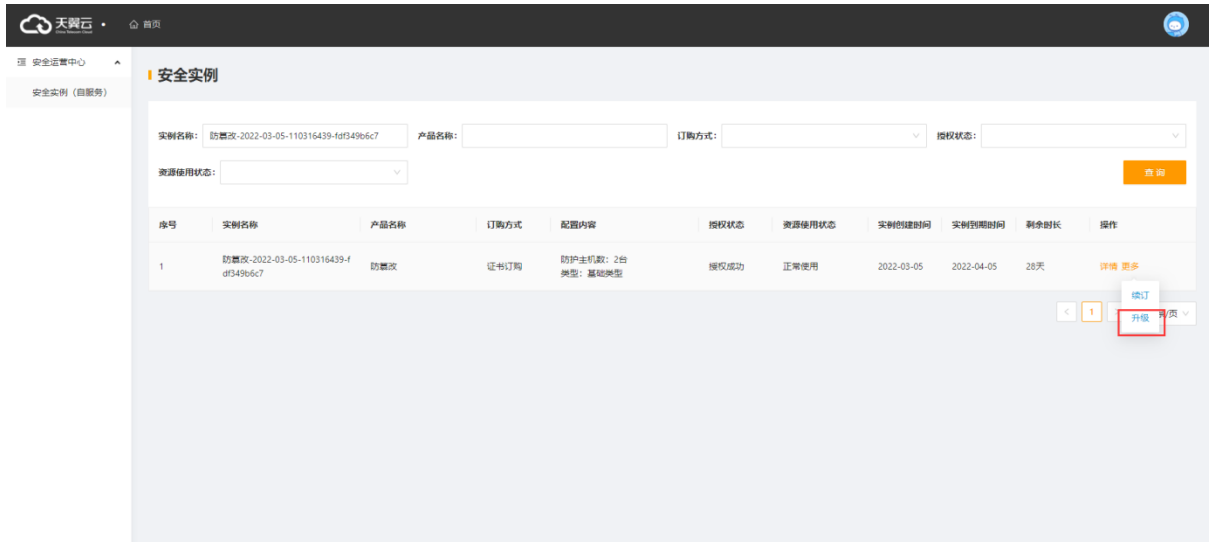 天翼云
China Telecom Cloud
首页
安全运营中心
安全实例（自服务）
安全实例
实例名称： 防篡改-2022-03-05-110316439-fdf349b6c7 产品名称： 订购方式： 授权状态：
资源使用状态： 查询
序号 实例名称 产品名称 订购方式 配置内容 授权状态 资源使用状态 实例创建时间 实例到期时间 剩余时长 操作
1 防篡改-2022-03-05-110316439-f 防篡改 证书订购 防护主机数：2台 授权成功 正常使用 2022-03-05 2022-04-05 28天 详情 更多
df349b6c7 类型：基础类型
续订
1 /页
升级